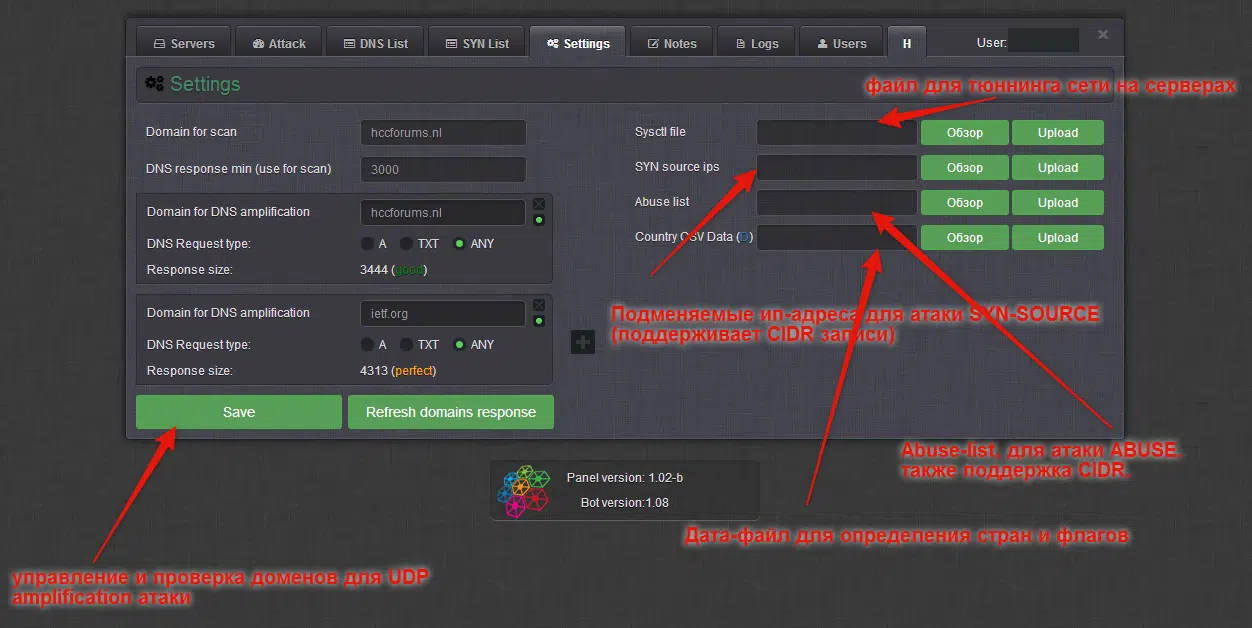 Servers Attack DNS List SYN List Settings Notes Logs Users H User:
Settings
файл для тюннинга сети на серверах
Domain for scan hccforums.nl
DNS response min (use for scan) 3000
Domain for DNS amplification hccforums.nl
DNS Request type: A TXT ANY
Response size: 3444 (good)
Domain for DNS amplification ietf.org
DNS Request type: A TXT ANY
Response size: 4313 (perfect)
Save Refresh domains response
Sysctl file Обзор Upload
SYN source ips Обзор Upload
Abuse list Обзор Upload
Country CSV Data (D) Обзор Upload
Подменяемые ип-адреса для атаки SYN-SOURCE
(поддерживает CIDR записи)
Abuse-list, для атаки ABUSE,
также поддержка CIDR.
Дата-файл для определения стран и флагов
Panel version: 1.02-b
Bot version:1.08
управление и проверка доменов для UDP
amplification атаки